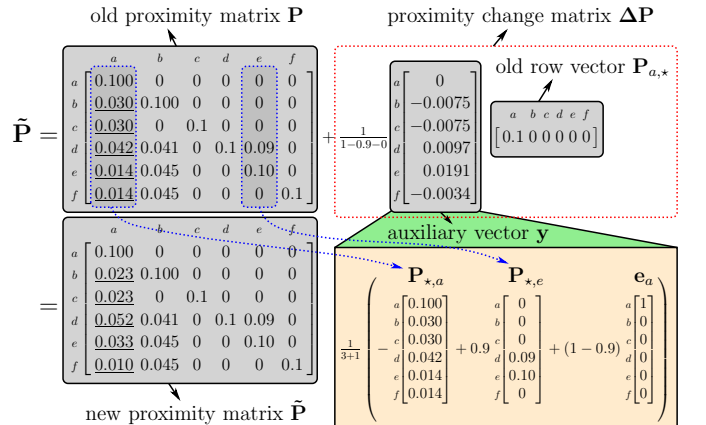 old proximity matrix P
proximity change matrix ΔP
a b c d e f
a 0.100 0 0 0 0 0
b 0.030 0.100 0 0 0 0
c 0.030 0 0.1 0 0 0
d 0.042 0.041 0 0.1 0.09 0
e 0.014 0.045 0 0 0.10 0
f 0.014 0.045 0 0 0 0.1
P̃ =
+ 1/(1−0.9−0)
a 0
b −0.0075
c −0.0075
d 0.0097
e 0.0191
f −0.0034
old row vector P_{a,⋆}
a b c d e f
[0.1 0 0 0 0 0]
auxiliary vector y
=
a b c d e f
a 0.100 0 0 0 0 0
b 0.023 0.100 0 0 0 0
c 0.023 0 0.1 0 0 0
d 0.052 0.041 0 0.1 0.09 0
e 0.033 0.045 0 0 0.10 0
f 0.010 0.045 0 0 0 0.1
new proximity matrix P̃
P_{⋆,a} P_{⋆,e} e_a
1/(3+1) ( − + 0.9 + (1 − 0.9) )
a 0.100 a 0 a 1
b 0.030 b 0 b 0
c 0.030 c 0 c 0
d 0.042 d 0.09 d 0
e 0.014 e 0.10 e 0
f 0.014 f 0 f 0